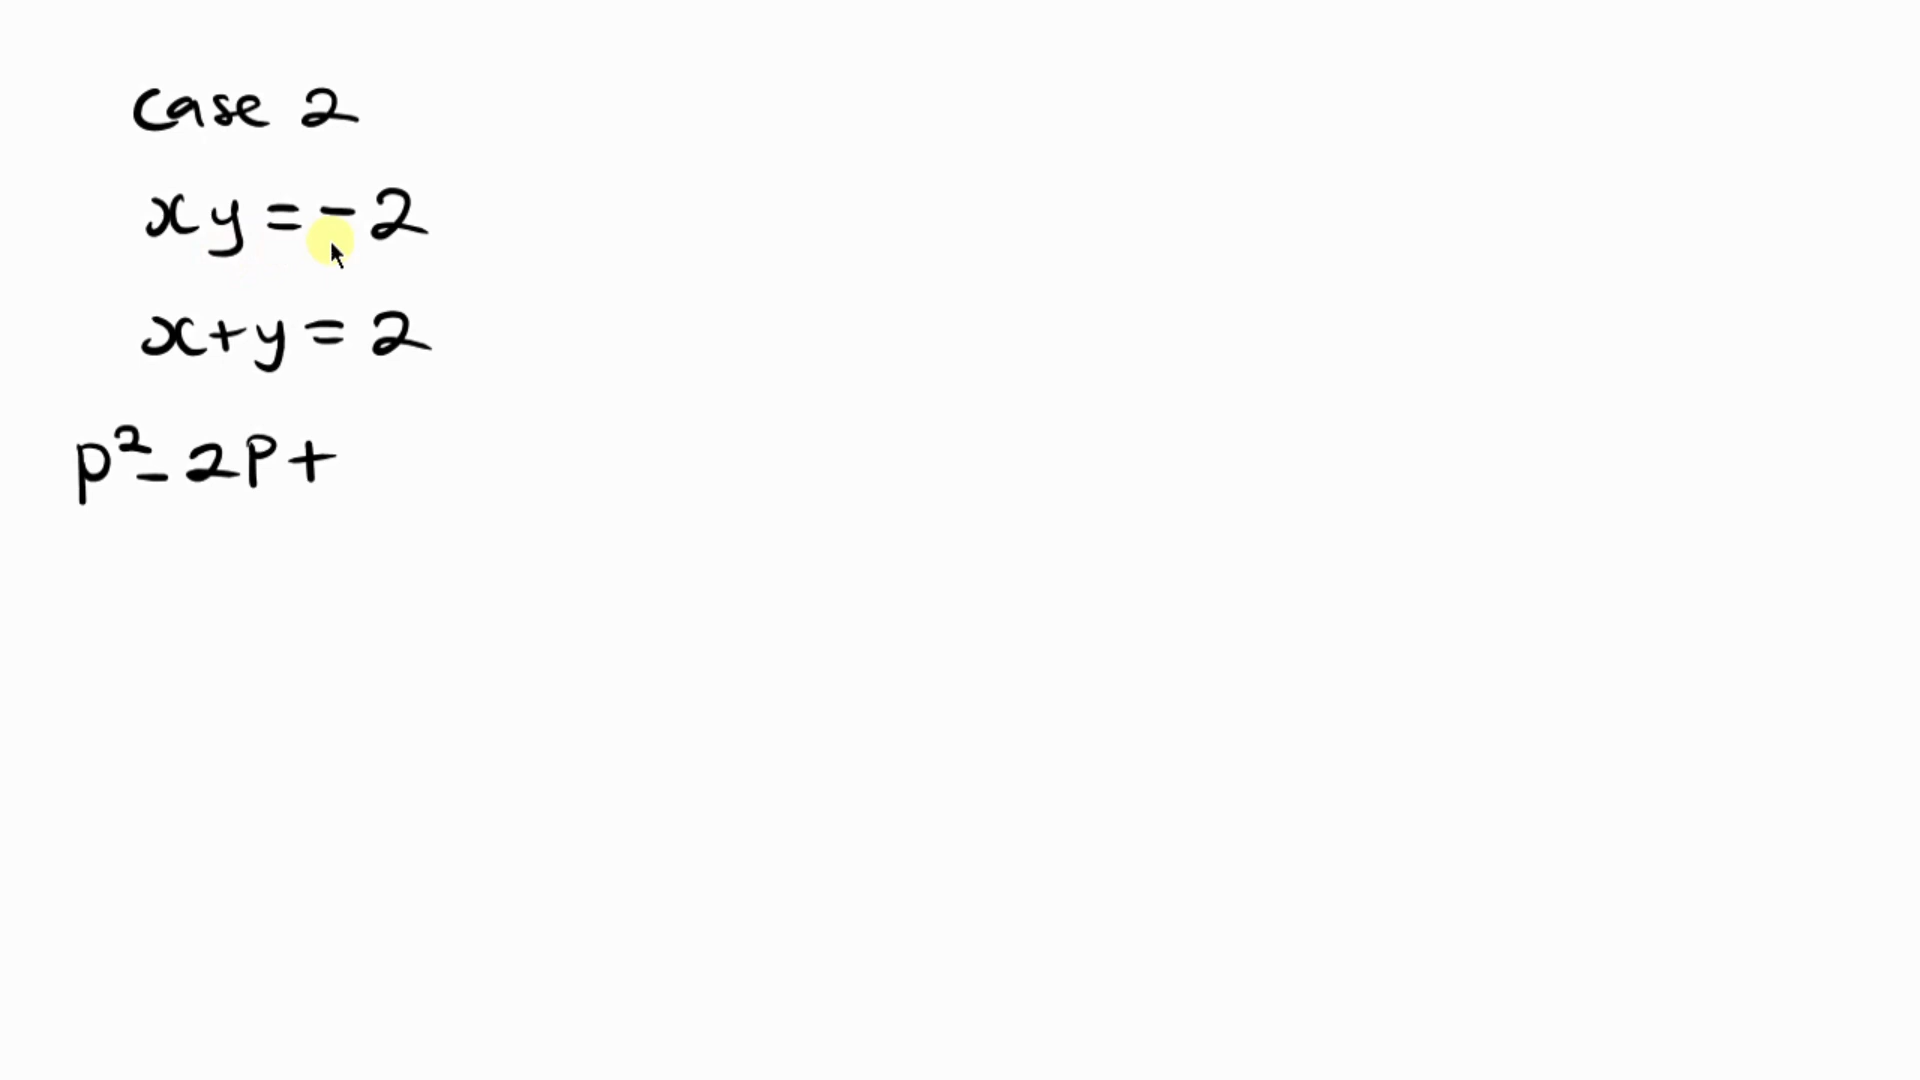 Case 2
xy = -2
x+y = 2
p² - 2p +